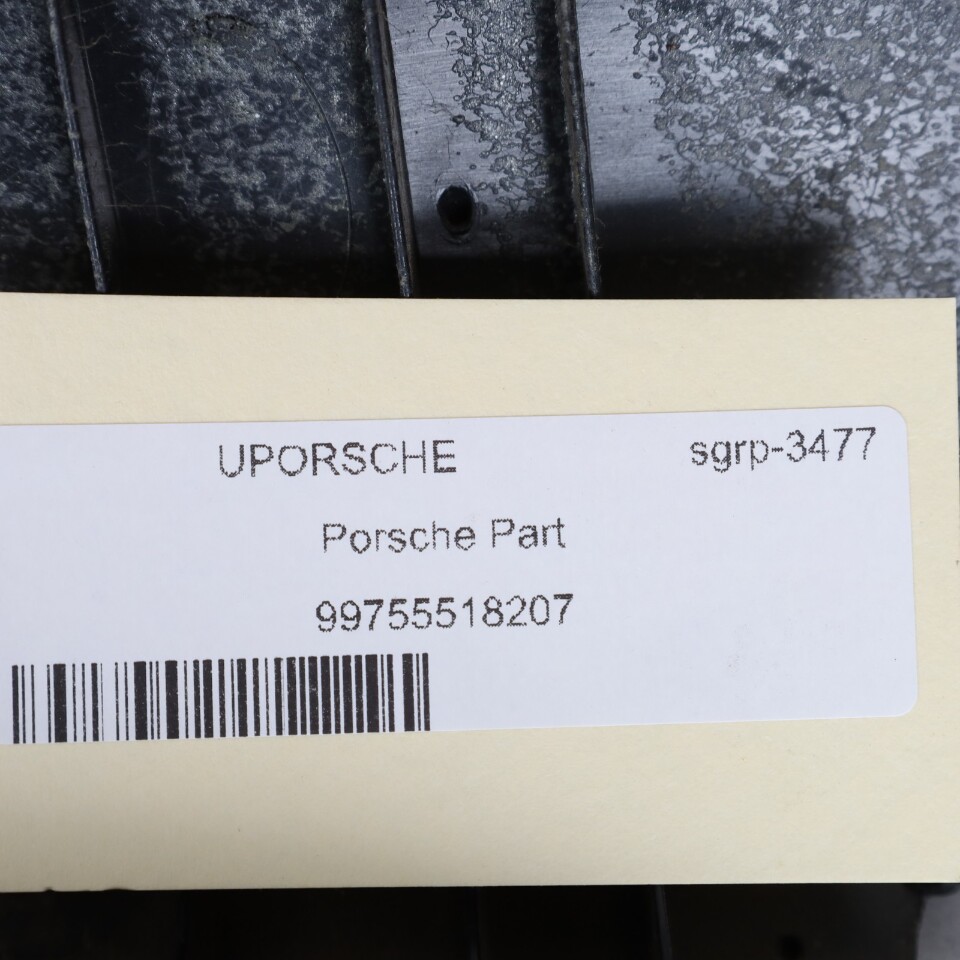 UPORSCHE
sgrp-3477
Porsche Part
99755518207